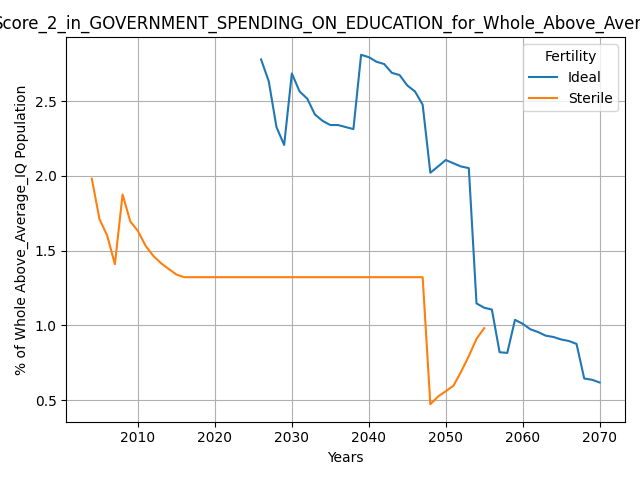 Score_2_in_GOVERNMENT_SPENDING_ON_EDUCATION_for_Whole_Above_Aver
% of Whole Above_Average_IQ Population
Fertility
Ideal
Sterile
2.5
2.0
1.5
1.0
0.5
2010 2020 2030 2040 2050 2060 2070
Years